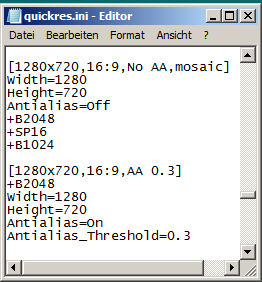 quickres.ini - Editor
Datei Bearbeiten Format Ansicht ?
[1280x720,16:9,No AA,mosaic]
Width=1280
Height=720
Antialias=Off
+B2048
+SP16
+B1024
[1280x720,16:9,AA 0.3]
+B2048
Width=1280
Height=720
Antialias=On
Antialias_Threshold=0.3